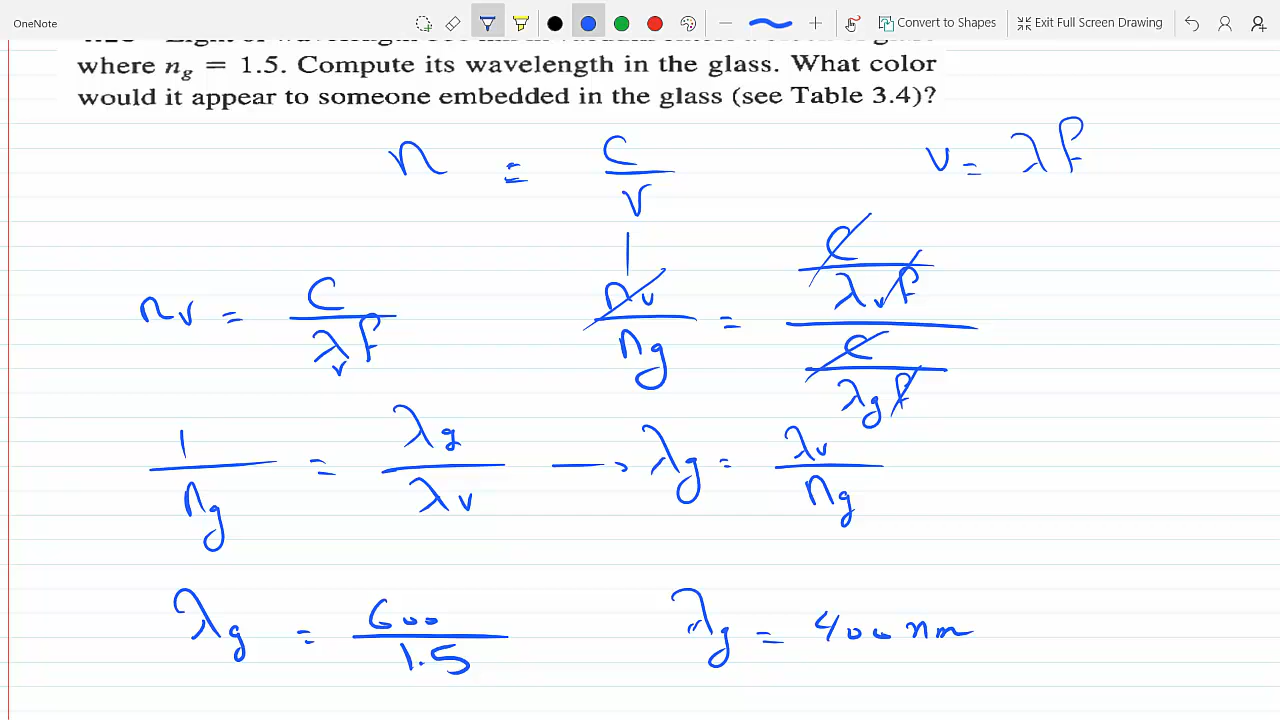 OneNote
Convert to Shapes
Exit Full Screen Drawing
where n_g = 1.5. Compute its wavelength in the glass. What color
would it appear to someone embedded in the glass (see Table 3.4)?
n = c/v v = λf
n_v = c/(λ_v f) 1 n_v/n_g = (c/(λ_v f))/(c/(λ_g f))
1/n_g = λ_g/λ_v → λ_g = λ_v/n_g
λ_g = 600/1.5 λ_g = 400 nm